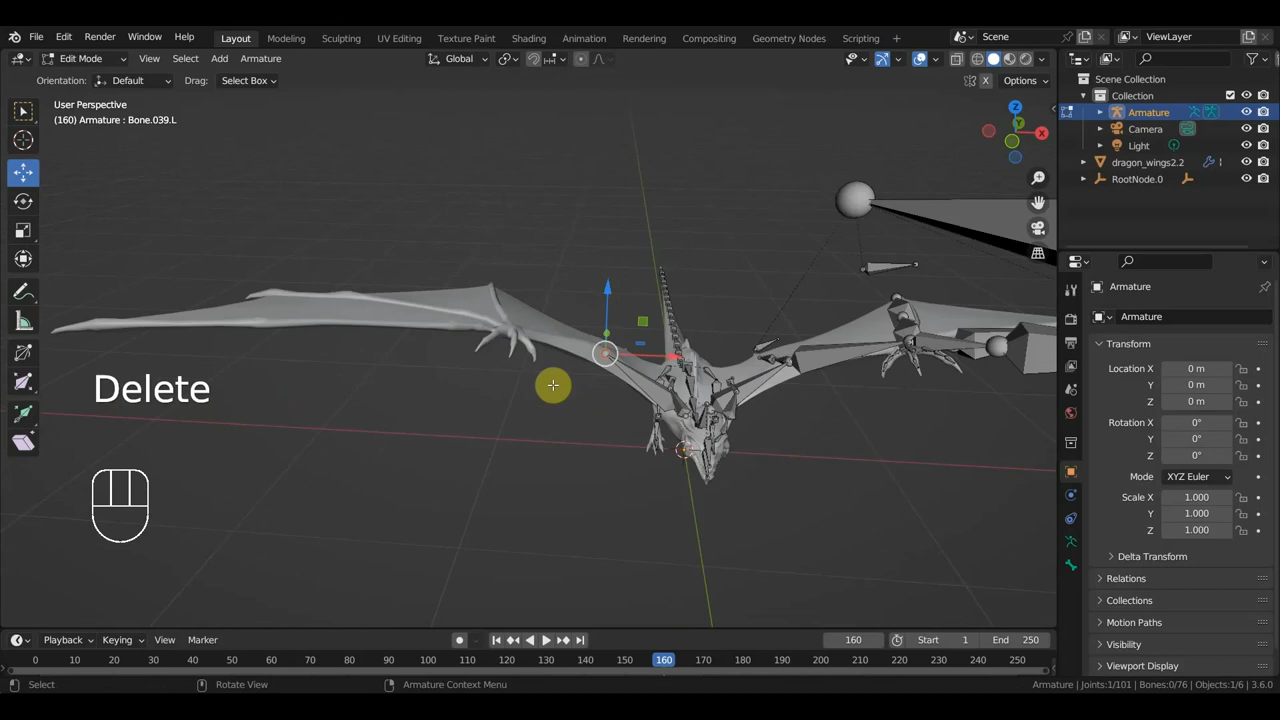 File Edit Render Window Help Layout Modeling Sculpting UV Editing Texture Paint Shading Animation Rendering Compositing Geometry Nodes Scripting + Scene ViewLayer
Edit Mode View Select Add Armature Global
Orientation: Default Drag: Select Box X Options
User Perspective
(160) Armature : Bone.039.L
Z
Y
X
Delete
Scene Collection
Collection
Armature
Camera
Light
dragon_wings2.2
RootNode.0
Armature
Armature
Transform
Location X 0 m
Y 0 m
Z 0 m
Rotation X 0°
Y 0°
Z 0°
Mode XYZ Euler
Scale X 1.000
Y 1.000
Z 1.000
Delta Transform
Relations
Collections
Motion Paths
Visibility
Viewport Display
Playback Keying View Marker 160 Start 1 End 250
0 10 20 30 40 50 60 70 80 90 100 110 120 130 140 150 160 170 180 190 200 210 220 230 240 250
Select Rotate View Armature Context Menu Armature | Joints:1/101 | Bones:0/76 | Objects:1/6 | 3.6.0